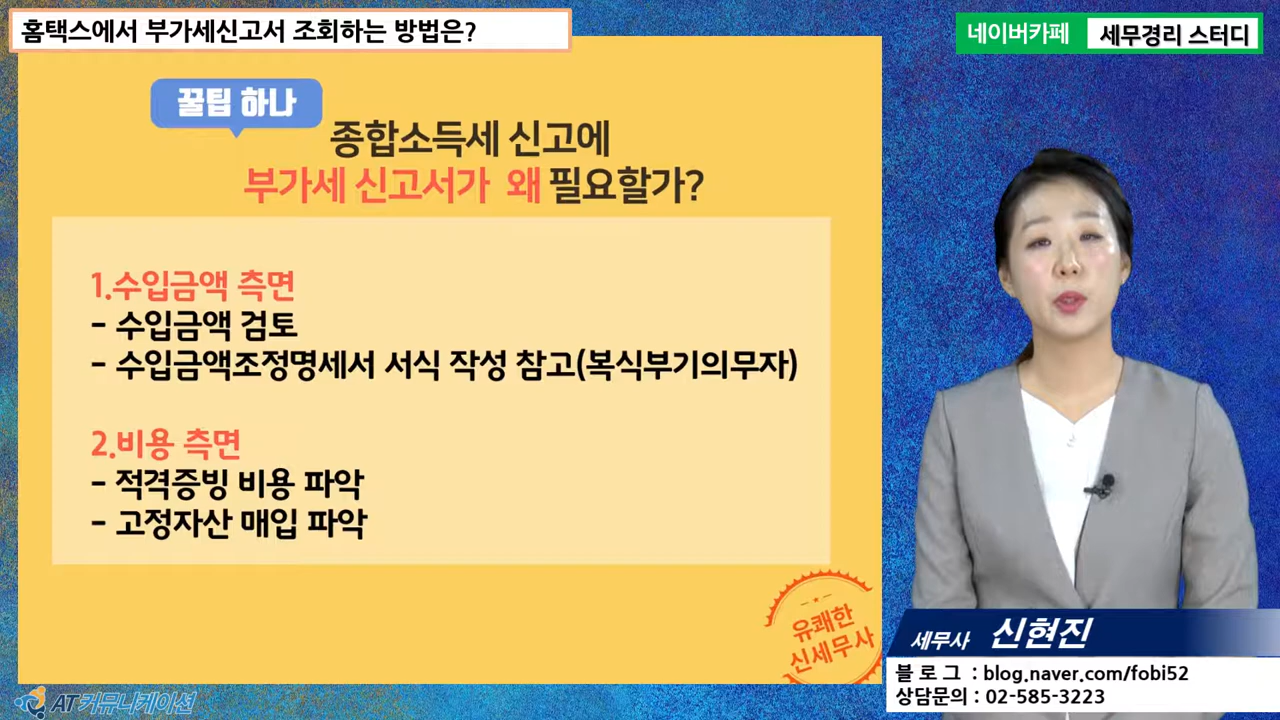 홈택스에서 부가세신고서 조회하는 방법은?
네이버카페 세무경리 스터디
꿀팁 하나
종합소득세 신고에
부가세 신고서가 왜 필요할가?
1.수입금액 측면
- 수입금액 검토
- 수입금액조정명세서 서식 작성 참고(복식부기의무자)
2.비용 측면
- 적격증빙 비용 파악
- 고정자산 매입 파악
유쾌한
신세무사
세무사 신현진
블 로 그 : blog.naver.com/fobi52
상담문의 : 02-585-3223
AT커뮤니케이션